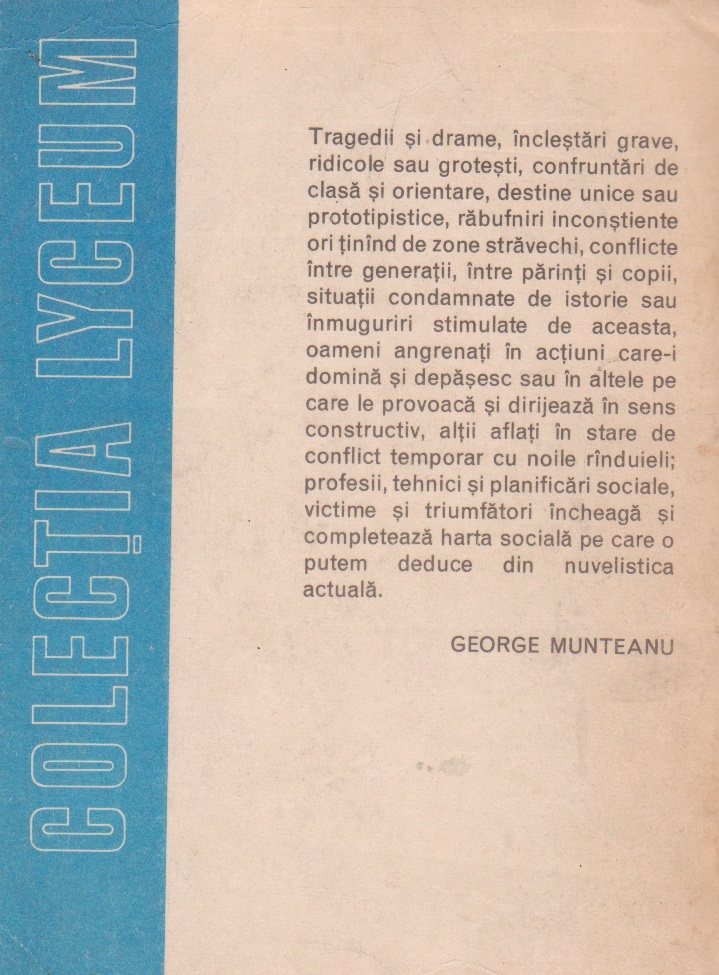 COLECȚIA LYCEUM
Tragedii și drame, încleștări grave,
ridicole sau grotești, confruntări de
clasă și orientare, destine unice sau
prototipistice, răbufniri inconștiente
ori ținînd de zone străvechi, conflicte
între generații, între părinți și copii,
situații condamnate de istorie sau
înmuguriri stimulate de aceasta,
oameni angrenați în acțiuni care-i
domină și depășesc sau în altele pe
care le provoacă și dirijează în sens
constructiv, alții aflați în stare de
conflict temporar cu noile rînduieli;
profesii, tehnici și planificări sociale,
victime și triumfători încheagă și
completează harta socială pe care o
putem deduce din nuvelistica
actuală.
GEORGE MUNTEANU